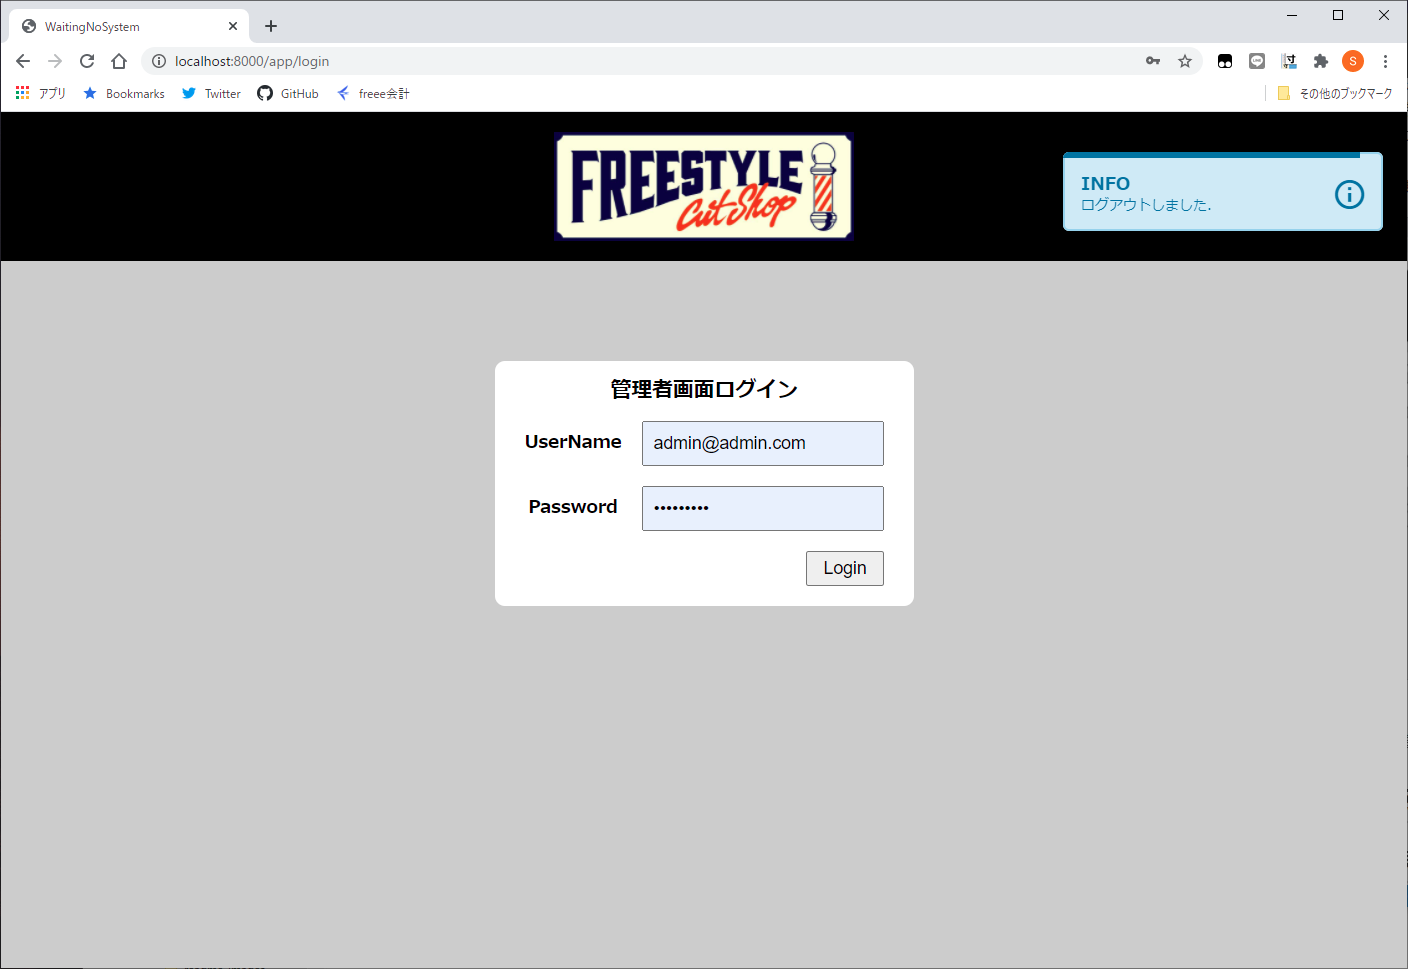 WaitingNoSystem
localhost:8000/app/login
S
アプリ Bookmarks Twitter GitHub freee会計 その他のブックマーク
FREESTYLE
Cut Shop
INFO
ログアウトしました.
管理者画面ログイン
UserName admin@admin.com
Password •••••••••
Login